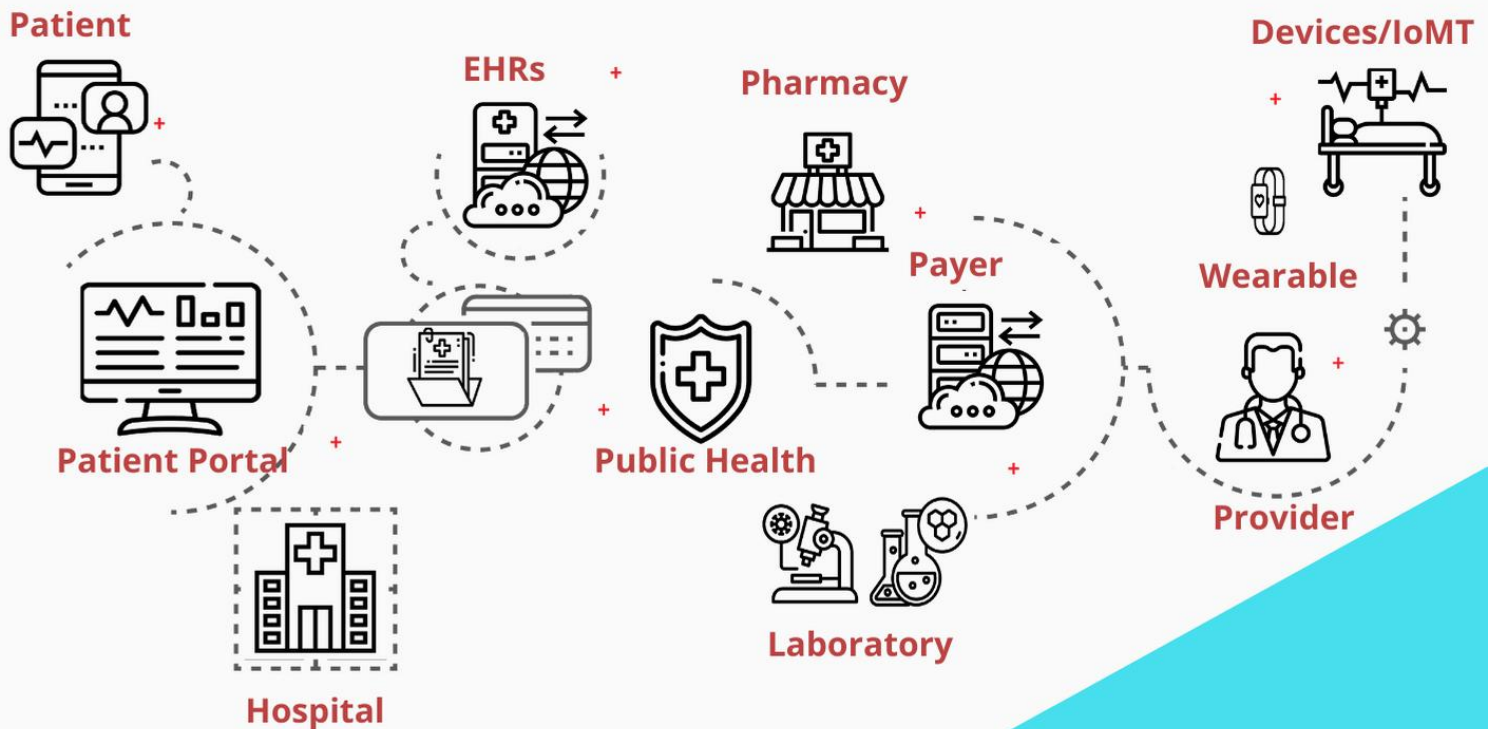 Patient
EHRs
Pharmacy
Devices/IoMT
Payer
Wearable
Patient Portal
Public Health
Provider
Laboratory
Hospital